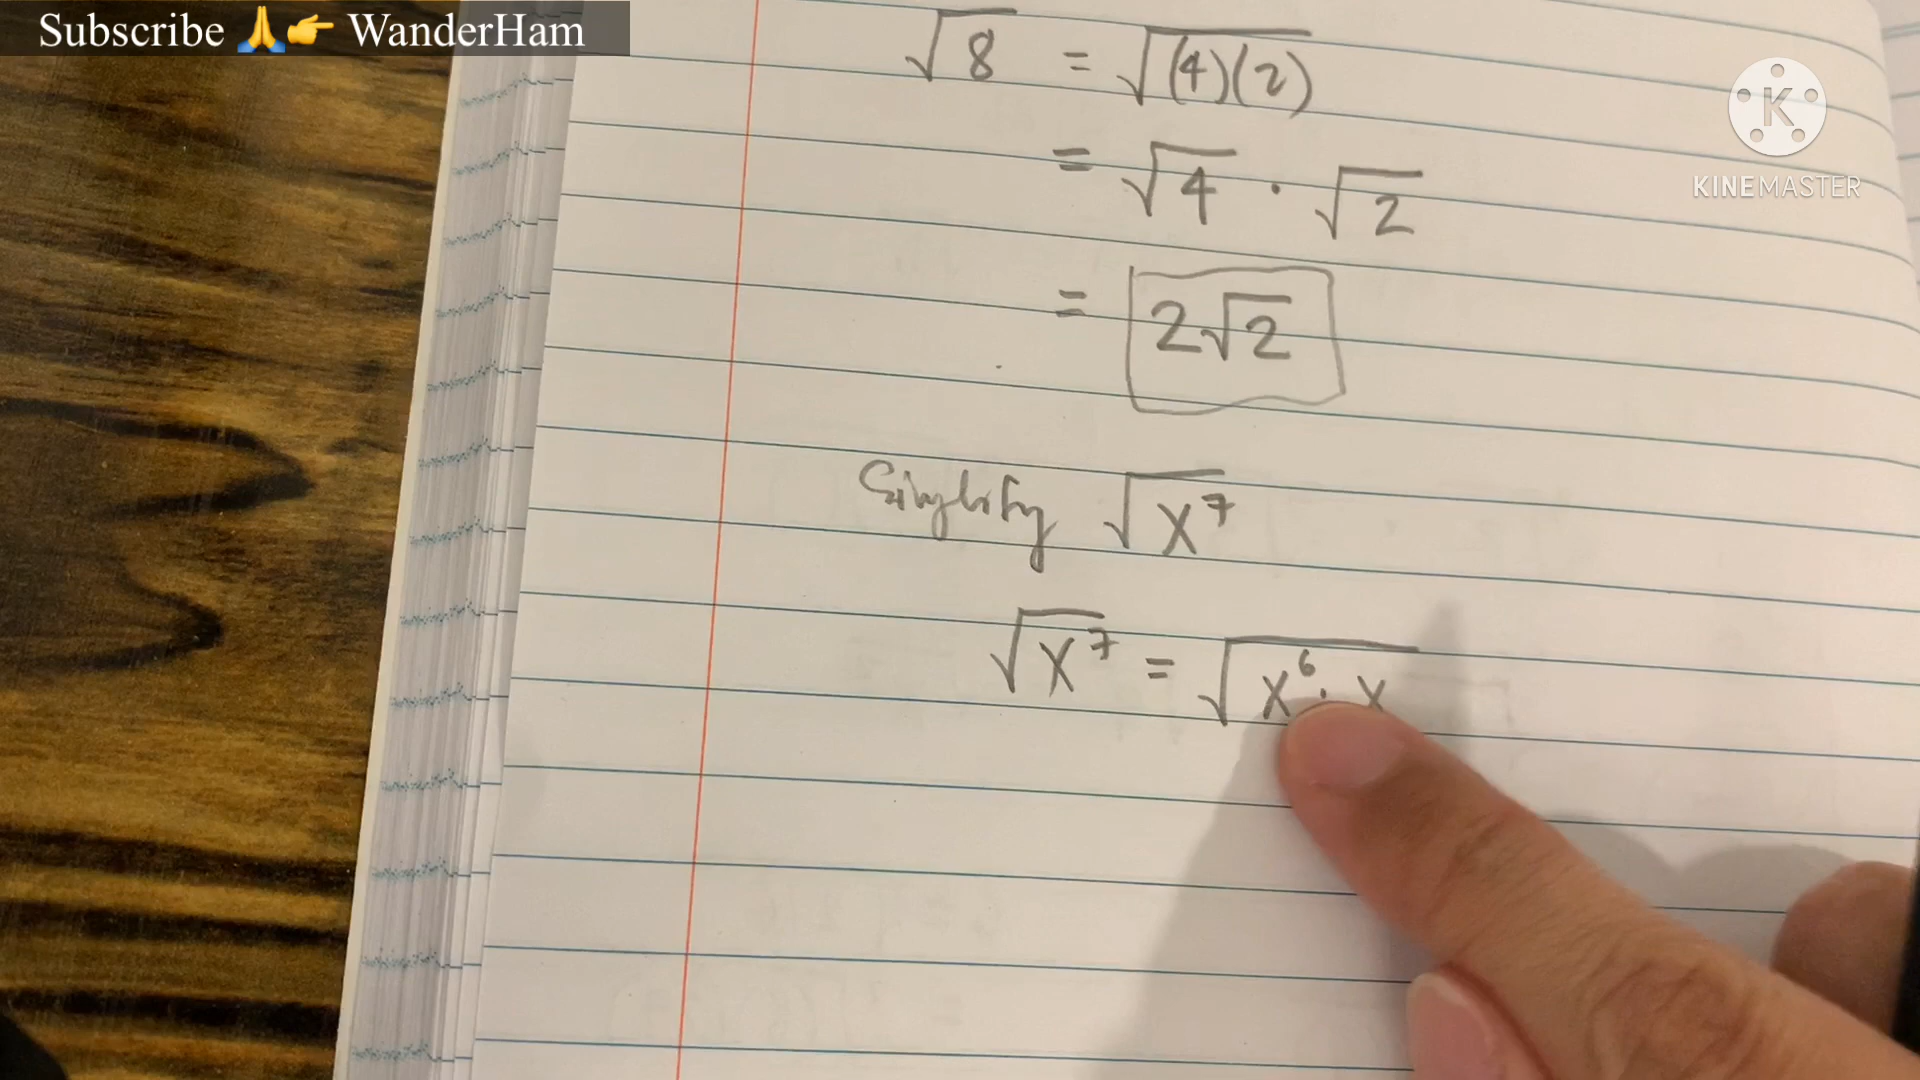 Subscribe 🙏👉 WanderHam
KINEMASTER
√8 = √(4)(2)
= √4 · √2
= 2√2
Simplify √x⁷
√x⁷ = √x⁶ · x